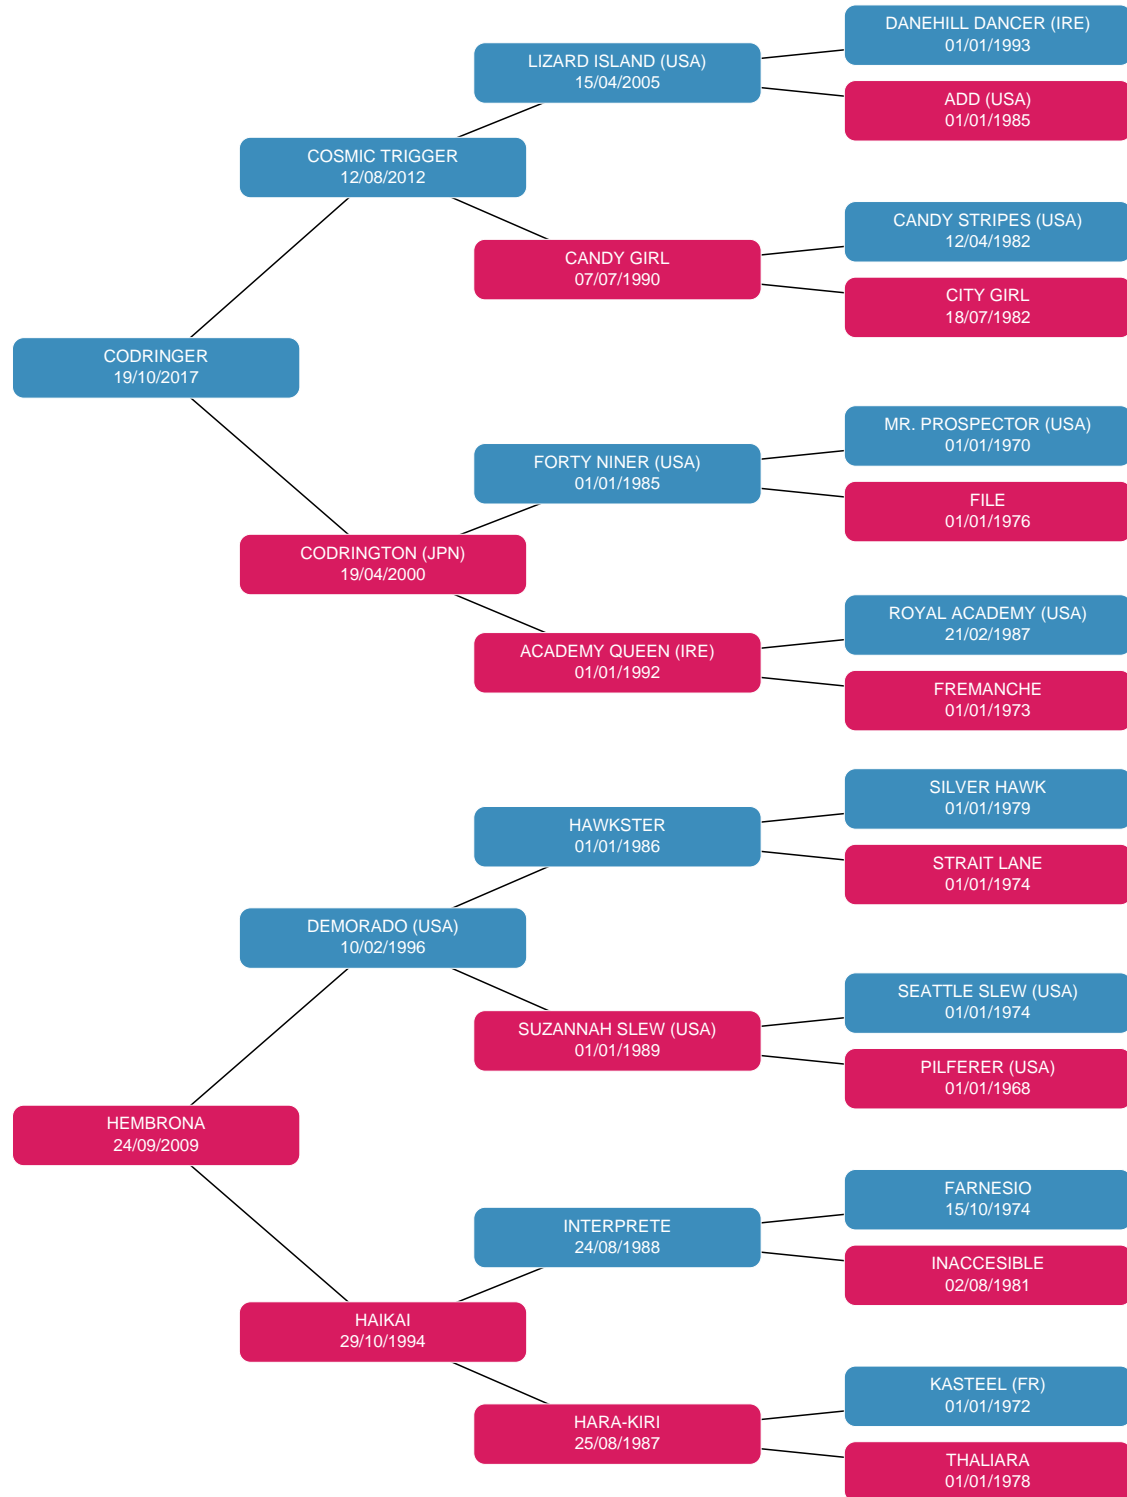 DANEHILL DANCER (IRE)
01/01/1993
LIZARD ISLAND (USA)
15/04/2005
ADD (USA)
01/01/1985
COSMIC TRIGGER
12/08/2012
CANDY STRIPES (USA)
12/04/1982
CANDY GIRL
07/07/1990
CITY GIRL
18/07/1982
CODRINGER
19/10/2017
MR. PROSPECTOR (USA)
01/01/1970
FORTY NINER (USA)
01/01/1985
FILE
01/01/1976
CODRINGTON (JPN)
19/04/2000
ROYAL ACADEMY (USA)
21/02/1987
ACADEMY QUEEN (IRE)
01/01/1992
FREMANCHE
01/01/1973
SILVER HAWK
01/01/1979
HAWKSTER
01/01/1986
STRAIT LANE
01/01/1974
DEMORADO (USA)
10/02/1996
SEATTLE SLEW (USA)
01/01/1974
SUZANNAH SLEW (USA)
01/01/1989
PILFERER (USA)
01/01/1968
HEMBRONA
24/09/2009
FARNESIO
15/10/1974
INTERPRETE
24/08/1988
INACCESIBLE
02/08/1981
HAIKAI
29/10/1994
KASTEEL (FR)
01/01/1972
HARA-KIRI
25/08/1987
THALIARA
01/01/1978